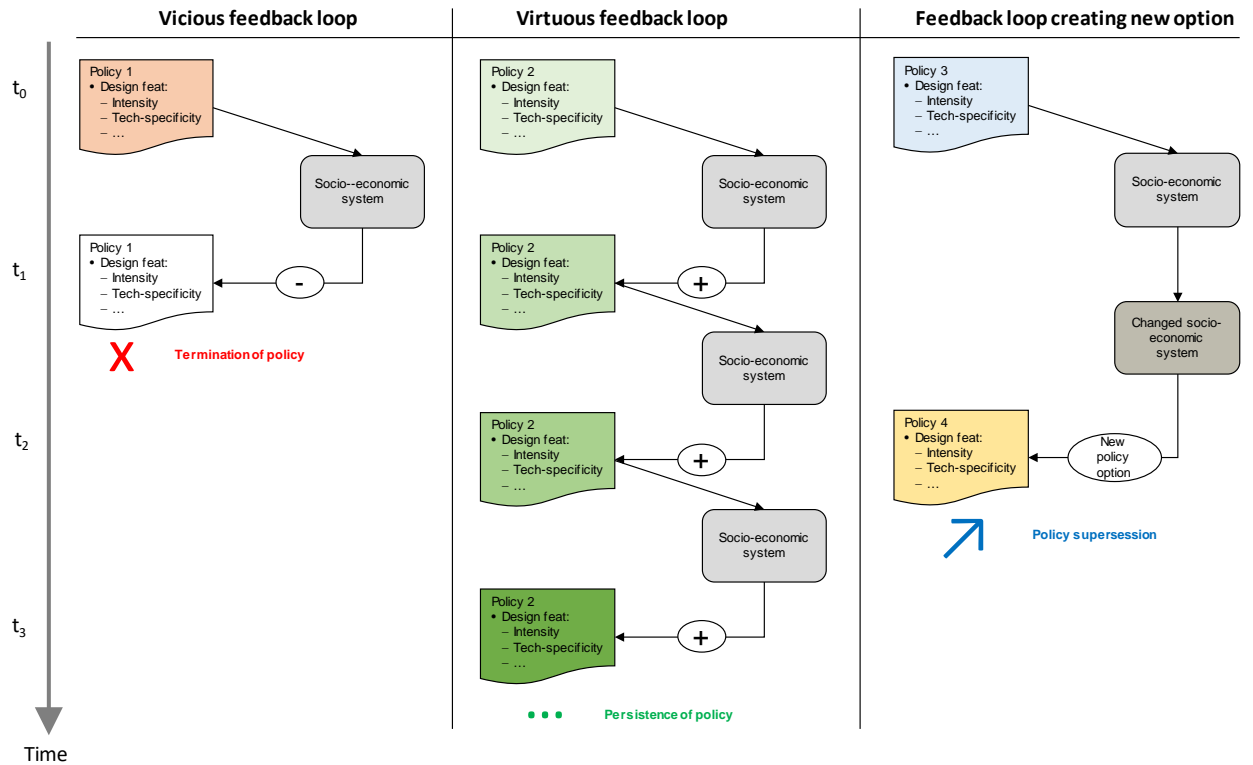 Vicious feedback loop
Virtuous feedback loop
Feedback loop creating new option
t0
Policy 1
• Design feat:
– Intensity
– Tech-specificity
– …
Socio--economic
system
t1
Policy 1
• Design feat:
– Intensity
– Tech-specificity
– …
-
X
Termination of policy
Policy 2
• Design feat:
– Intensity
– Tech-specificity
– …
Socio-economic
system
Policy 2
• Design feat:
– Intensity
– Tech-specificity
– …
+
Socio-economic
system
t2
Policy 2
• Design feat:
– Intensity
– Tech-specificity
– …
+
Socio-economic
system
t3
Policy 2
• Design feat:
– Intensity
– Tech-specificity
– …
+
• • •
Persistence of policy
Policy 3
• Design feat:
– Intensity
– Tech-specificity
– …
Socio-economic
system
Changed socio-
economic
system
Policy 4
• Design feat:
– Intensity
– Tech-specificity
– …
New
policy
option
Policy supersession
Time